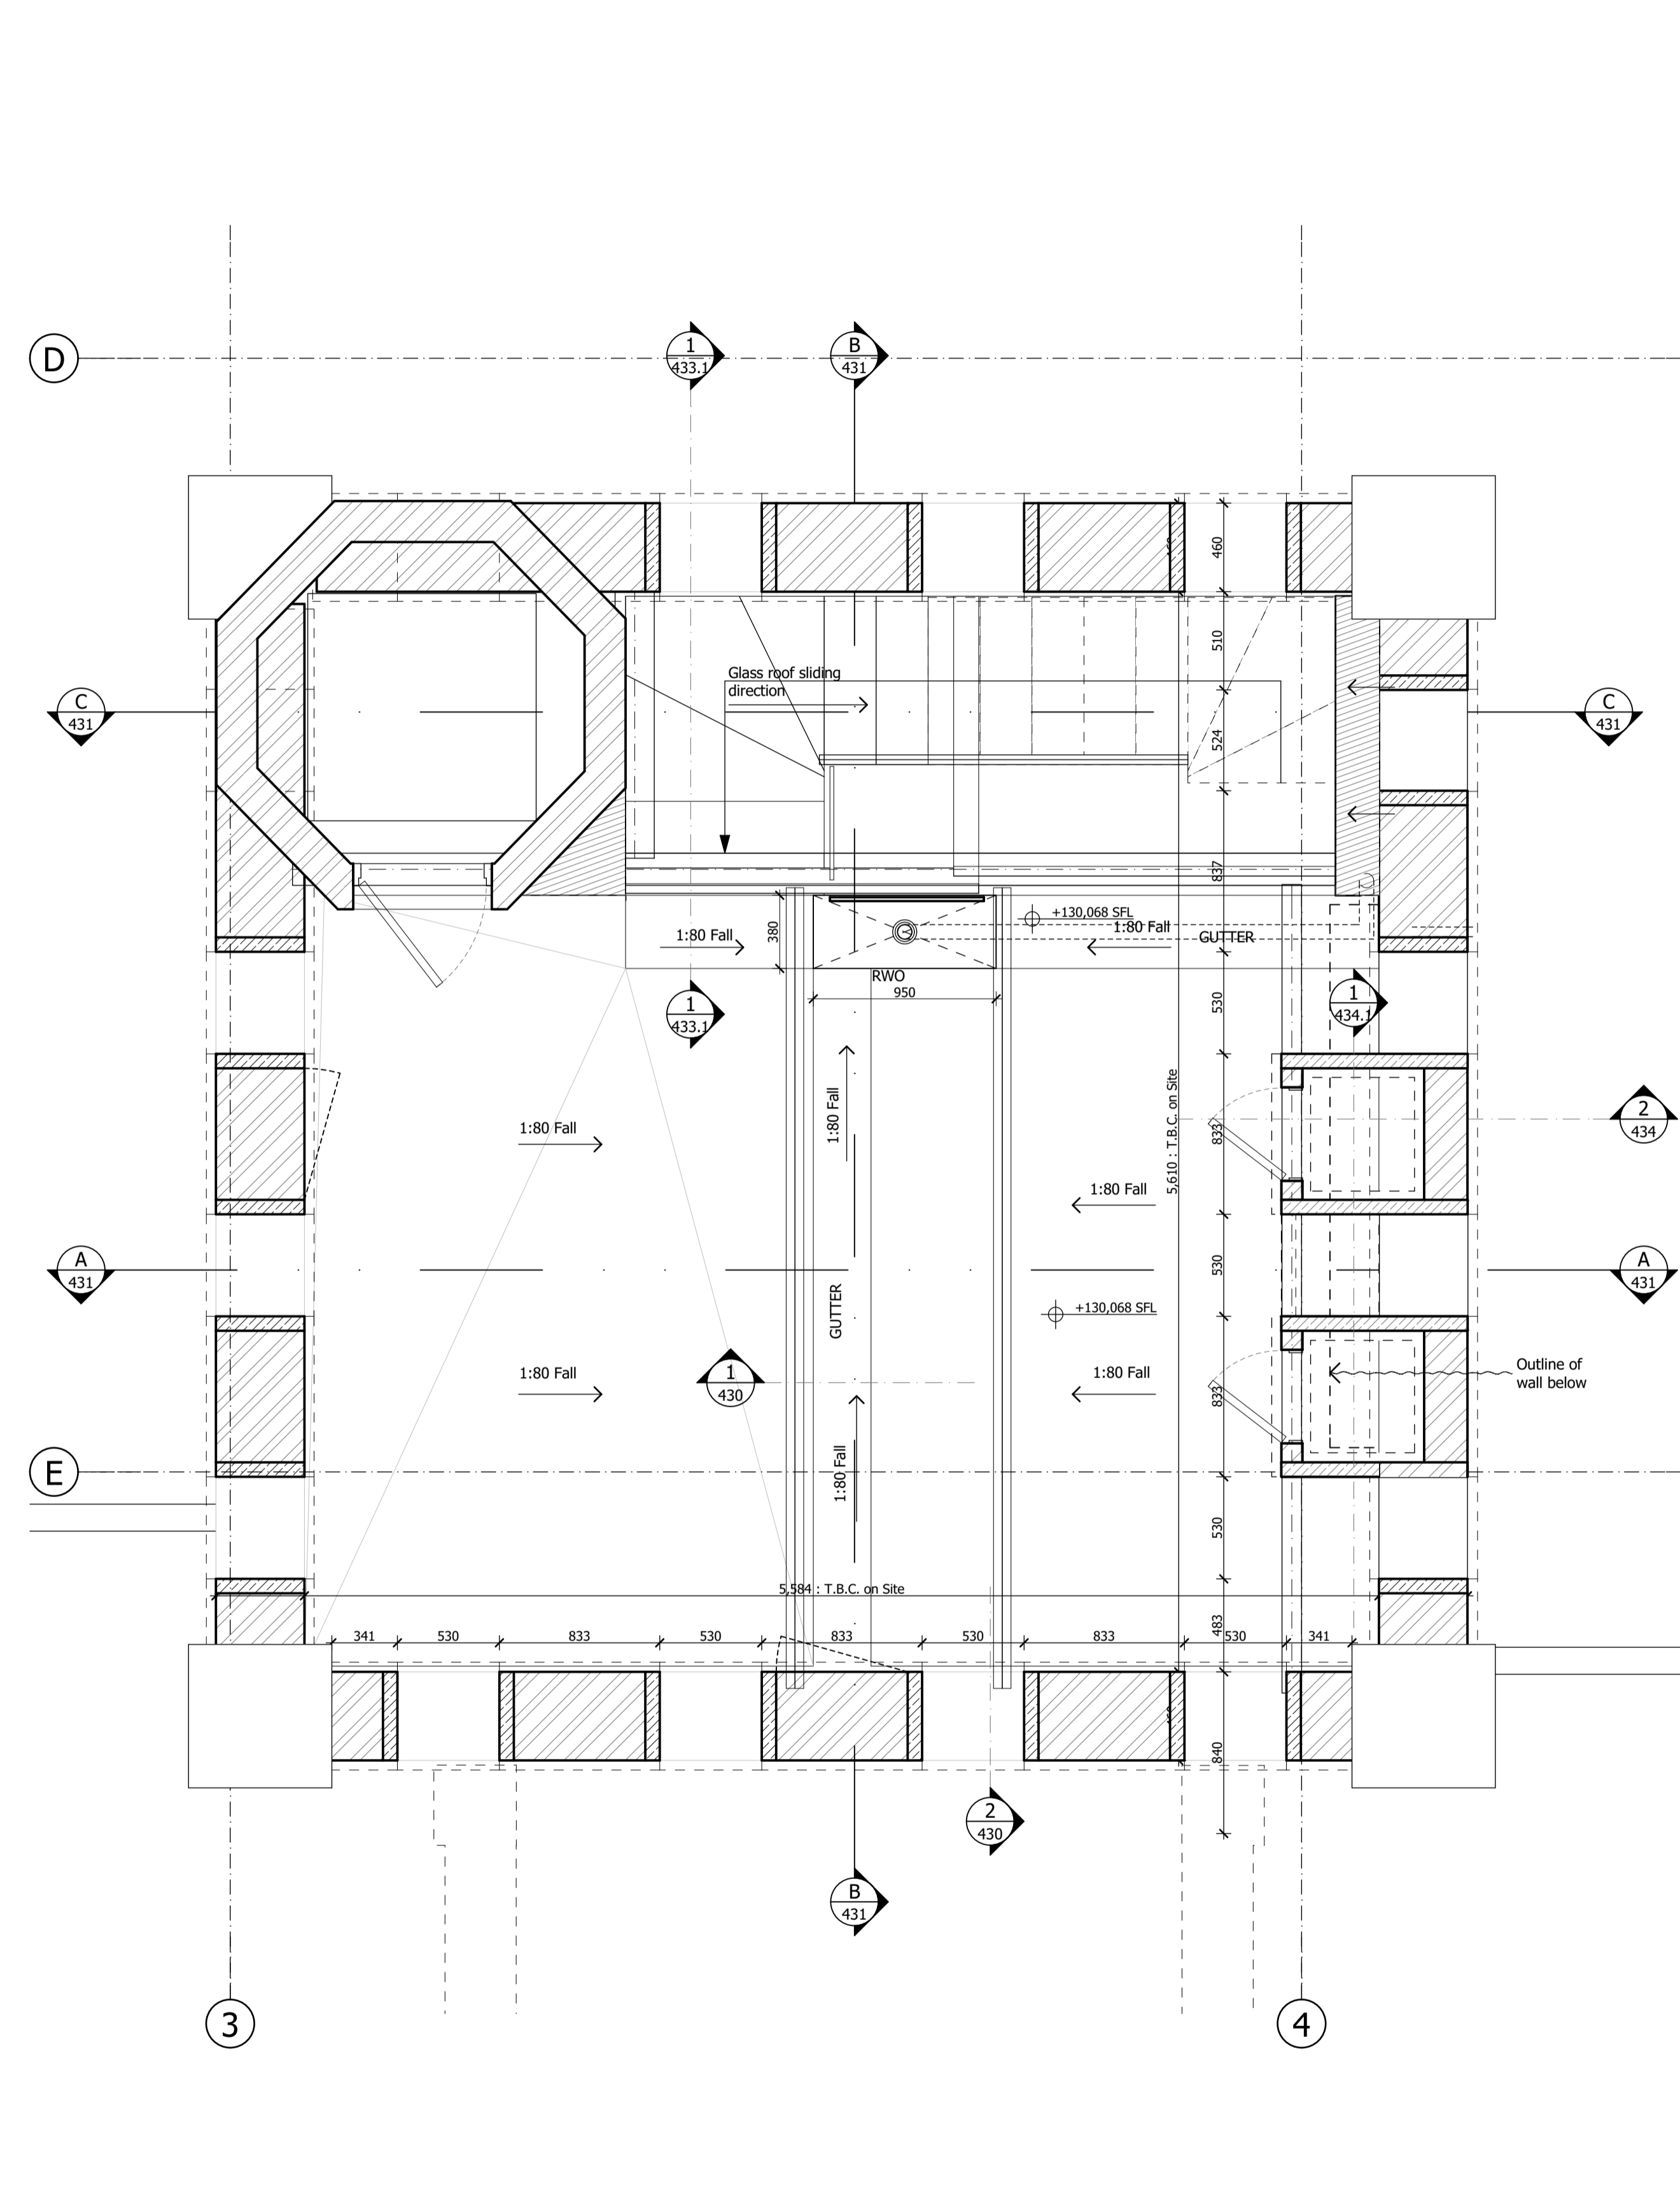 D
1
433.1
B
431
460
510
Glass roof sliding
direction
C
431
C
431
524
837
380
1:80 Fall
+130,068 SFL
1:80 Fall
GUTTER
RWO
950
1
433.1
530
1
434.1
1:80 Fall
1:80 Fall
5,610 : T.B.C. on Site
833
2
434
1:80 Fall
A
431
530
A
431
GUTTER
+130,068 SFL
1:80 Fall
1
430
1:80 Fall
833
Outline of
wall below
E
1:80 Fall
530
5,584 : T.B.C. on Site
341
530
833
530
833
530
833
530
341
483
840
2
430
B
431
3
4